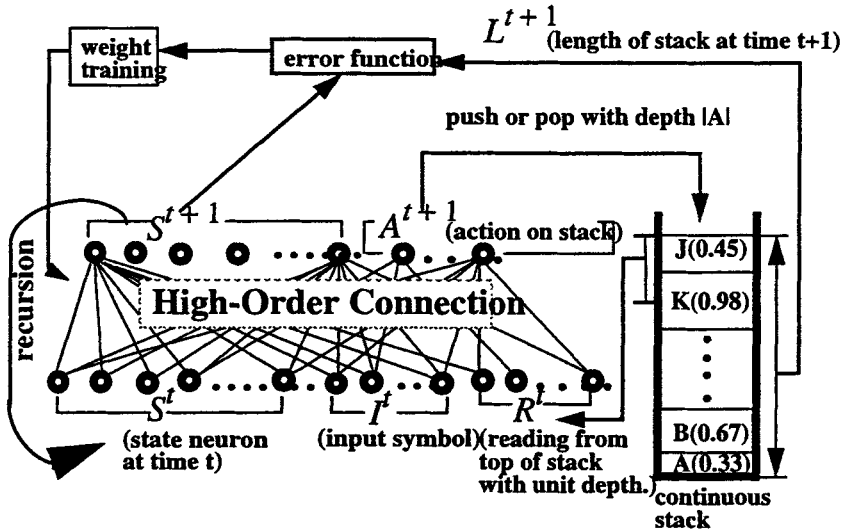 L^{t+1} (length of stack at time t+1)
weight
training
error function
push or pop with depth |A|
S^{t+1}
A^{t+1} (action on stack)
recursion
High-Order Connection
J(0.45)
K(0.98)
B(0.67)
A(0.33)
S^t
I^t
R^t
(state neuron
at time t)
(input symbol)
(reading from
top of stack
with unit depth.)
continuous
stack